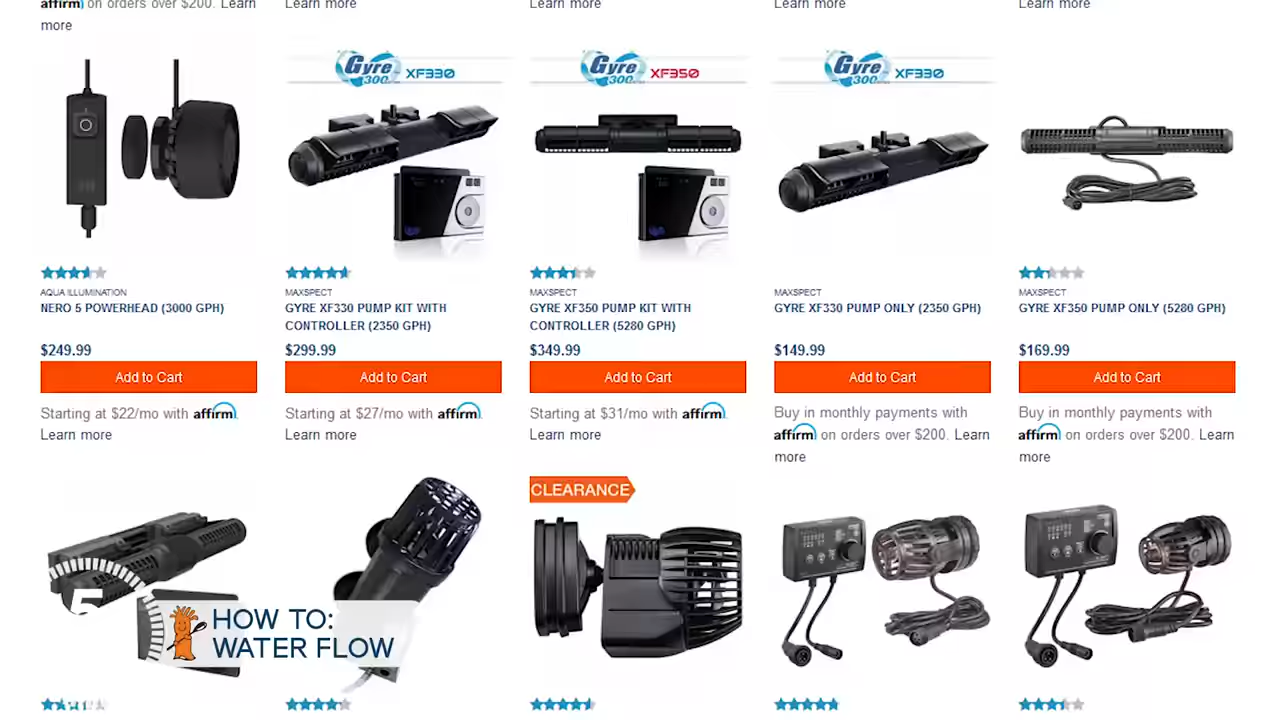 affirm) on orders over $200. Learn
more
Learn more
Learn more
Learn more
Learn more
Gyre 300 XF330
Gyre 300 XF350
Gyre 300 XF330
AQUA ILLUMINATION
NERO 5 POWERHEAD (3000 GPH)
$249.99
Add to Cart
Starting at $22/mo with affirm
Learn more
MAXSPECT
GYRE XF330 PUMP KIT WITH
CONTROLLER (2350 GPH)
$299.99
Add to Cart
Starting at $27/mo with affirm
Learn more
MAXSPECT
GYRE XF350 PUMP KIT WITH
CONTROLLER (5280 GPH)
$349.99
Add to Cart
Starting at $31/mo with affirm
Learn more
MAXSPECT
GYRE XF330 PUMP ONLY (2350 GPH)
$149.99
Add to Cart
Buy in monthly payments with
affirm on orders over $200. Learn
more
MAXSPECT
GYRE XF350 PUMP ONLY (5280 GPH)
$169.99
Add to Cart
Buy in monthly payments with
affirm on orders over $200. Learn
more
CLEARANCE
5
HOW TO:
WATER FLOW